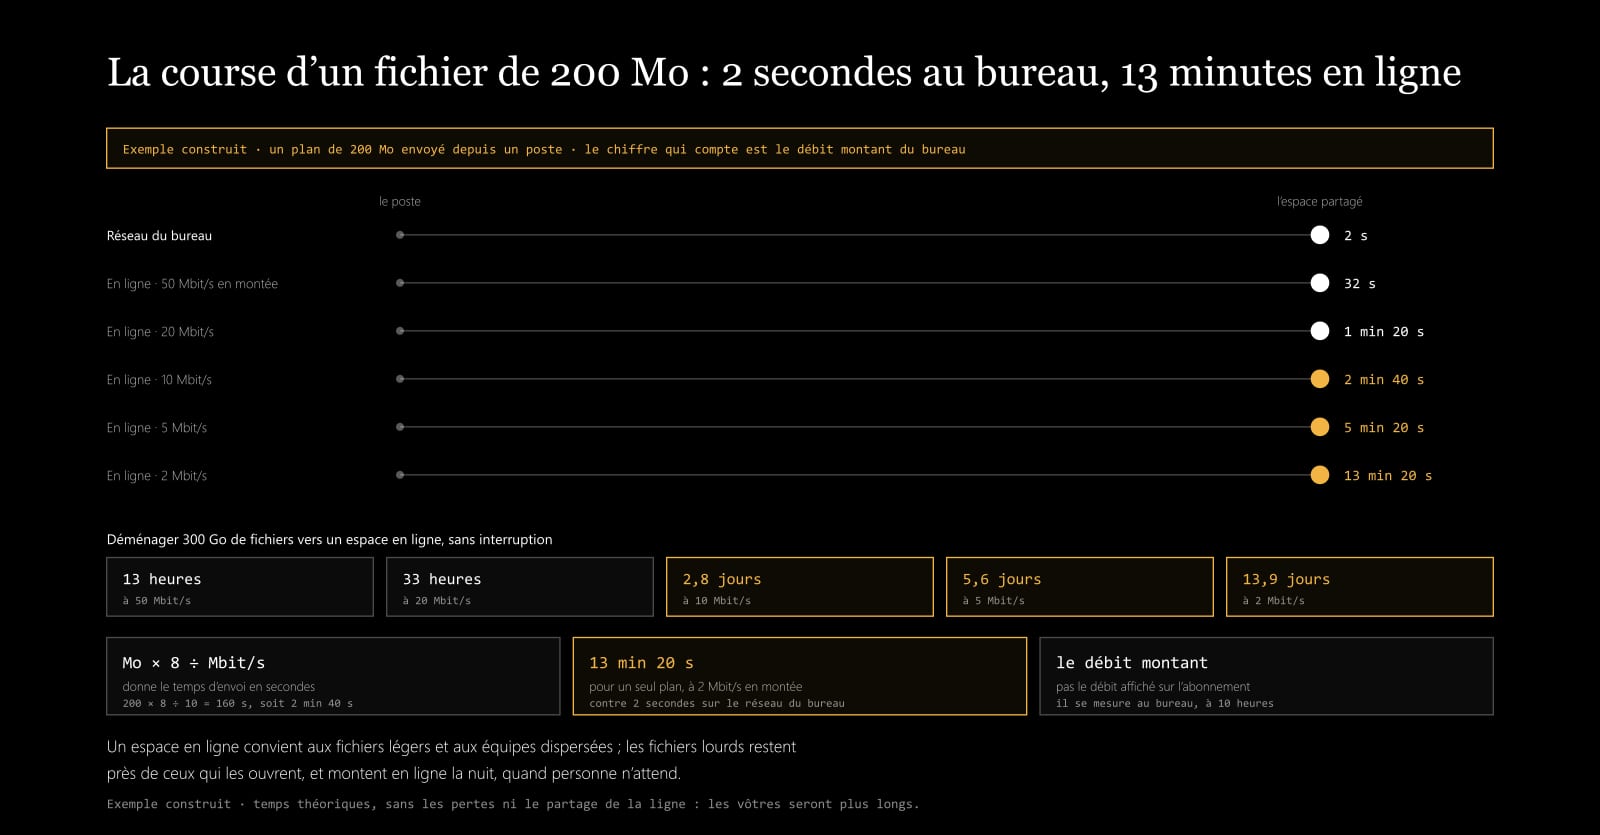 La course d’un fichier de 200 Mo : 2 secondes au bureau, 13 minutes en ligne
Exemple construit · un plan de 200 Mo envoyé depuis un poste · le chiffre qui compte est le débit montant du bureau
le poste
l’espace partagé
Réseau du bureau
2 s
En ligne · 50 Mbit/s en montée
32 s
En ligne · 20 Mbit/s
1 min 20 s
En ligne · 10 Mbit/s
2 min 40 s
En ligne · 5 Mbit/s
5 min 20 s
En ligne · 2 Mbit/s
13 min 20 s
Déménager 300 Go de fichiers vers un espace en ligne, sans interruption
13 heures
à 50 Mbit/s
33 heures
à 20 Mbit/s
2,8 jours
à 10 Mbit/s
5,6 jours
à 5 Mbit/s
13,9 jours
à 2 Mbit/s
Mo × 8 ÷ Mbit/s
donne le temps d’envoi en secondes
200 × 8 ÷ 10 = 160 s, soit 2 min 40 s
13 min 20 s
pour un seul plan, à 2 Mbit/s en montée
contre 2 secondes sur le réseau du bureau
le débit montant
pas le débit affiché sur l’abonnement
il se mesure au bureau, à 10 heures
Un espace en ligne convient aux fichiers légers et aux équipes dispersées ; les fichiers lourds restent
près de ceux qui les ouvrent, et montent en ligne la nuit, quand personne n’attend.
Exemple construit · temps théoriques, sans les pertes ni le partage de la ligne : les vôtres seront plus longs.